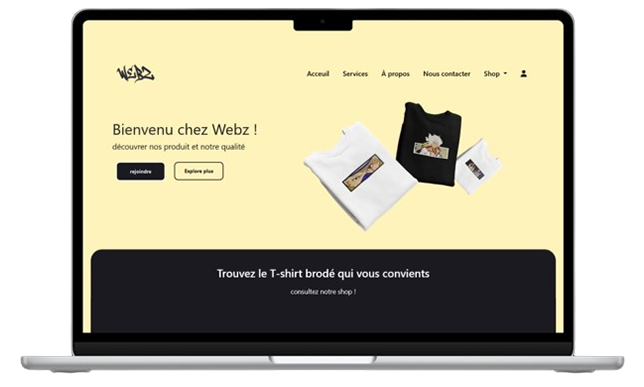 WEBZ
Acceuil Services À propos Nous contacter Shop
Bienvenu chez Webz !
découvrer nos produit et notre qualité
rejoindre Explore plus
Trouvez le T-shirt brodé qui vous convients
consultez notre shop !